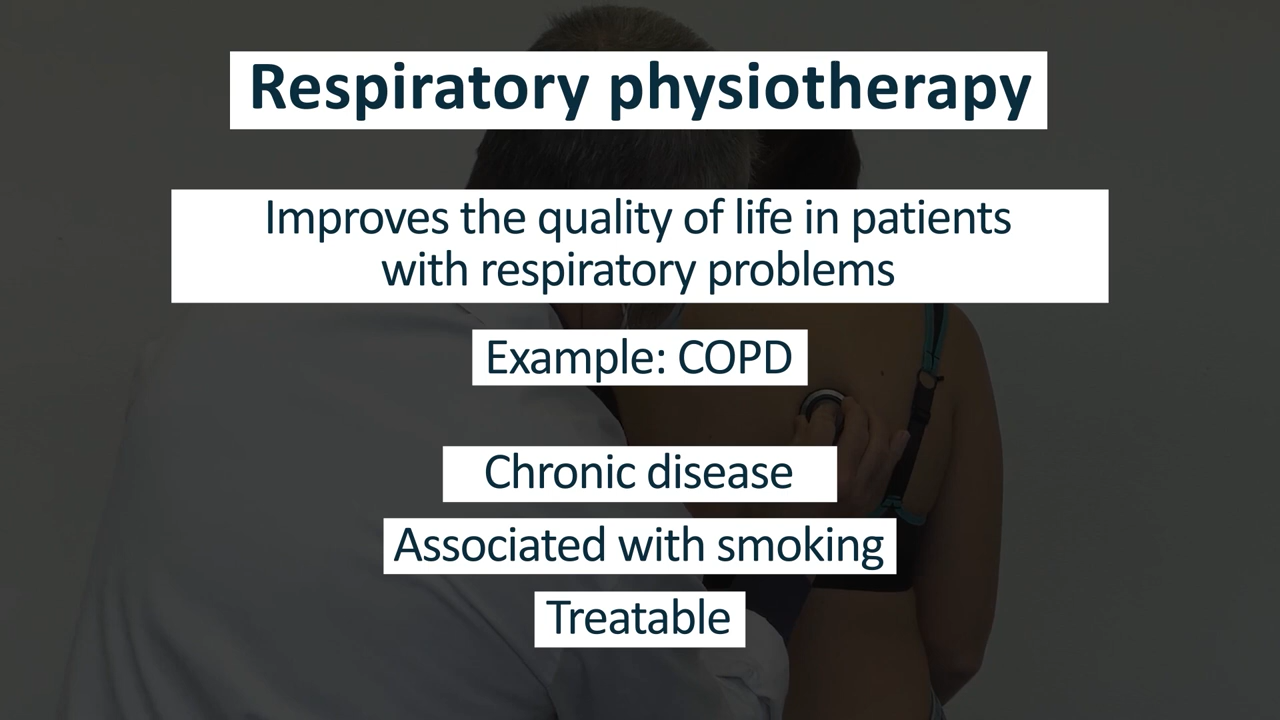 Respiratory physiotherapy
Improves the quality of life in patients
with respiratory problems
Example: COPD
Chronic disease
Associated with smoking
Treatable